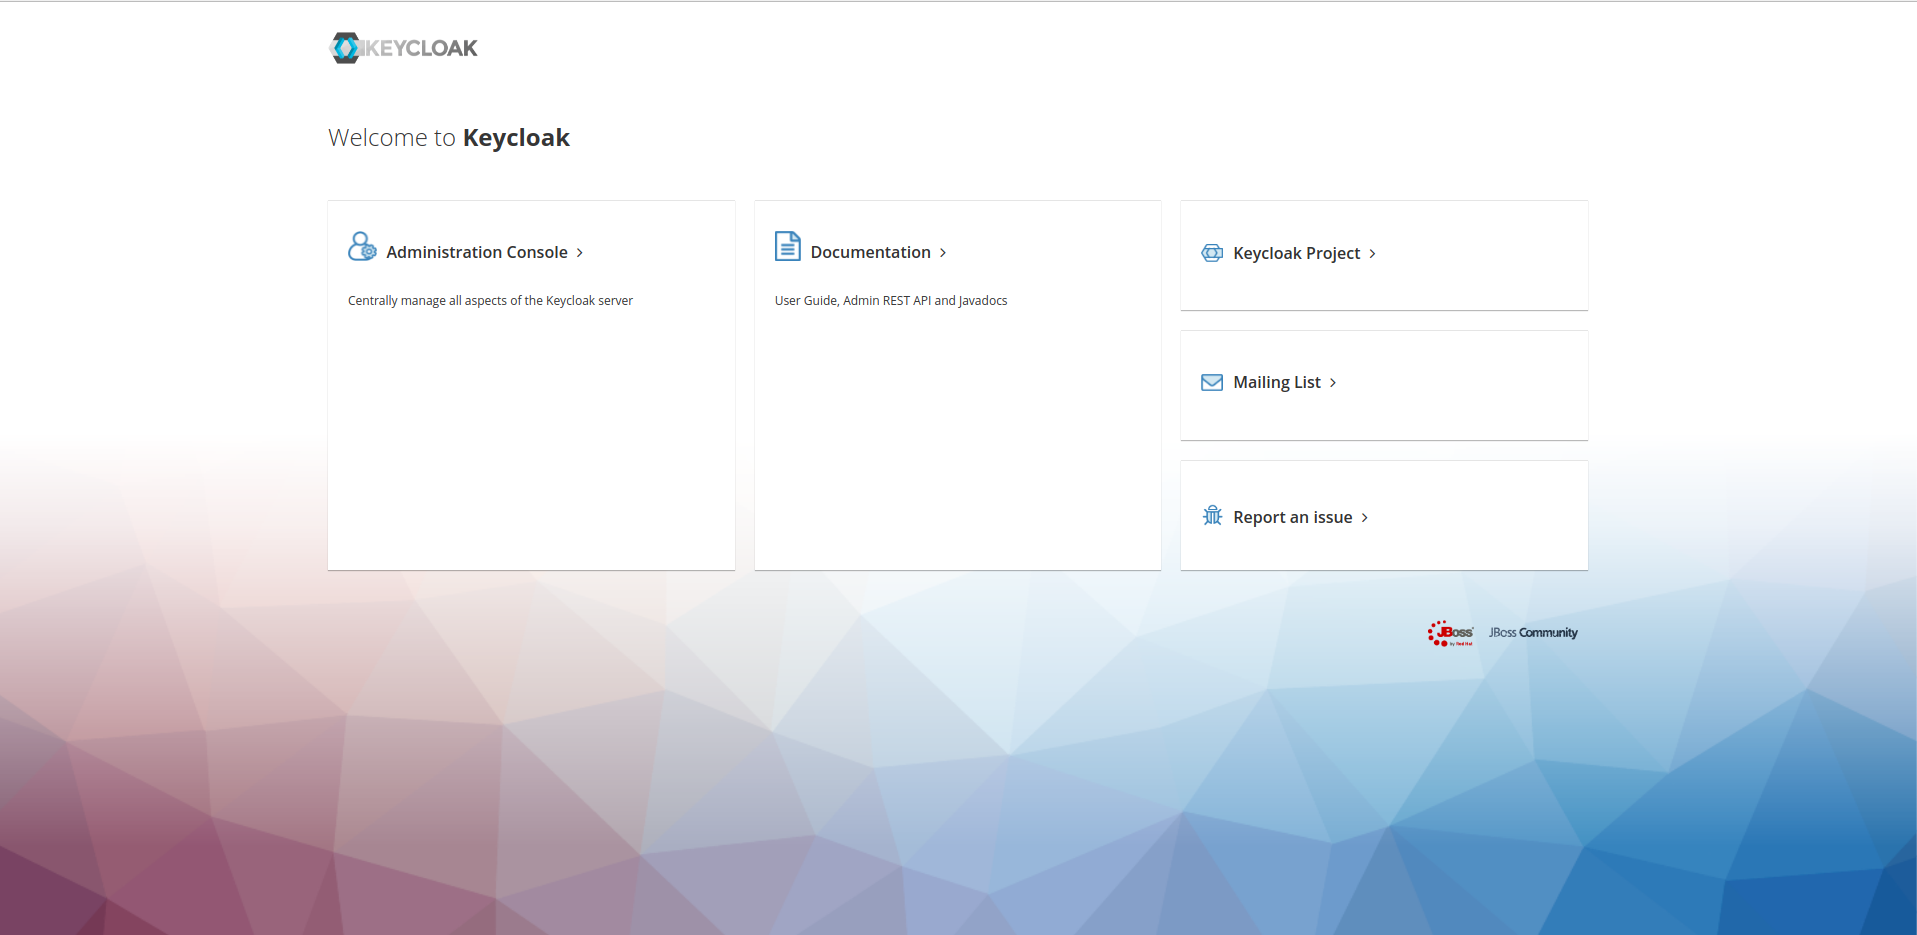 KEYCLOAK
Welcome to Keycloak
Administration Console
Centrally manage all aspects of the Keycloak server
Documentation
User Guide, Admin REST API and Javadocs
Keycloak Project
Mailing List
Report an issue
JBoss
by Red Hat
JBoss Community